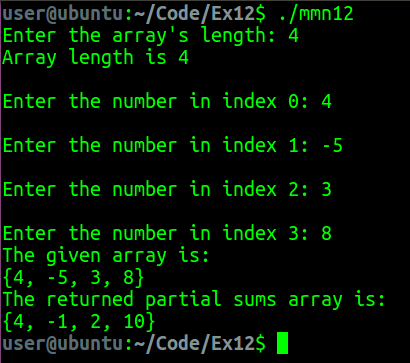 user@ubuntu:~/Code/Ex12$ ./mmn12
Enter the array's length: 4
Array length is 4
Enter the number in index 0: 4
Enter the number in index 1: -5
Enter the number in index 2: 3
Enter the number in index 3: 8
The given array is:
{4, -5, 3, 8}
The returned partial sums array is:
{4, -1, 2, 10}
user@ubuntu:~/Code/Ex12$